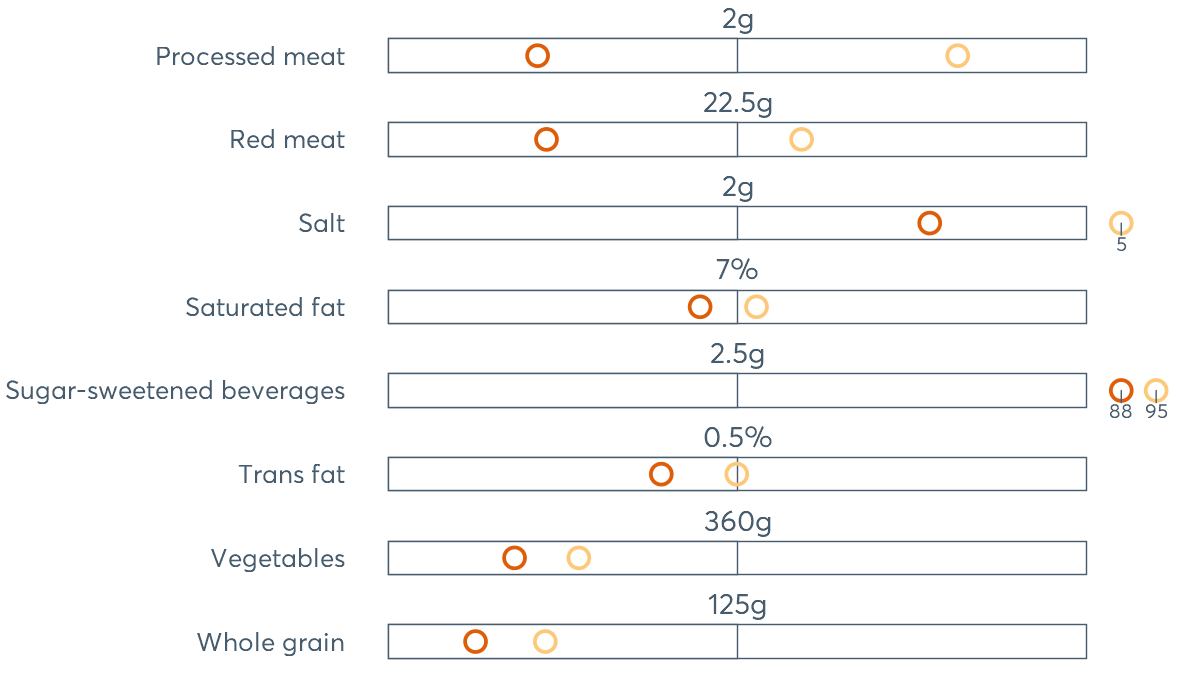 2g
Processed meat
22.5g
Red meat
2g
Salt
5
7%
Saturated fat
2.5g
Sugar-sweetened beverages
88 95
0.5%
Trans fat
360g
Vegetables
125g
Whole grain